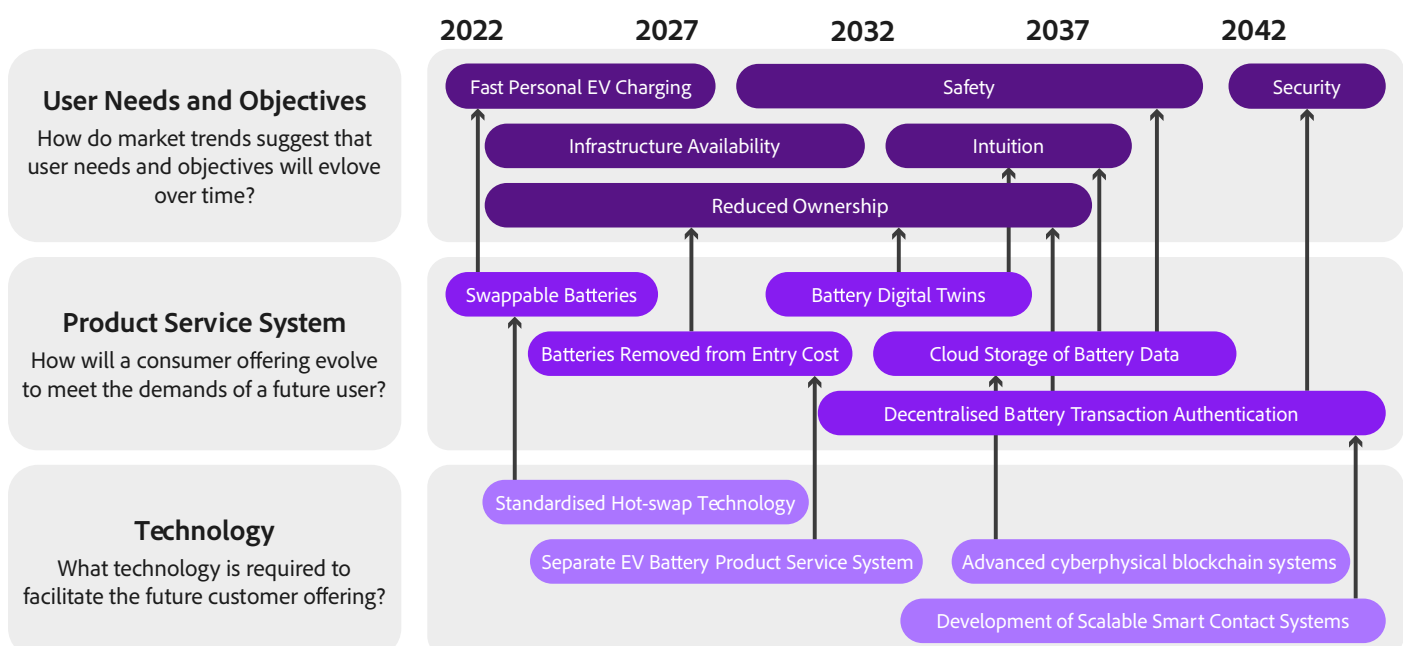 2022 2027 2032 2037 2042
User Needs and Objectives
How do market trends suggest that
user needs and objectives will evlove
over time?
Fast Personal EV Charging
Safety
Security
Infrastructure Availability
Intuition
Reduced Ownership
Product Service System
How will a consumer offering evolve
to meet the demands of a future user?
Swappable Batteries
Battery Digital Twins
Batteries Removed from Entry Cost
Cloud Storage of Battery Data
Decentralised Battery Transaction Authentication
Technology
What technology is required to
facilitate the future customer offering?
Standardised Hot-swap Technology
Separate EV Battery Product Service System
Advanced cyberphysical blockchain systems
Development of Scalable Smart Contact Systems